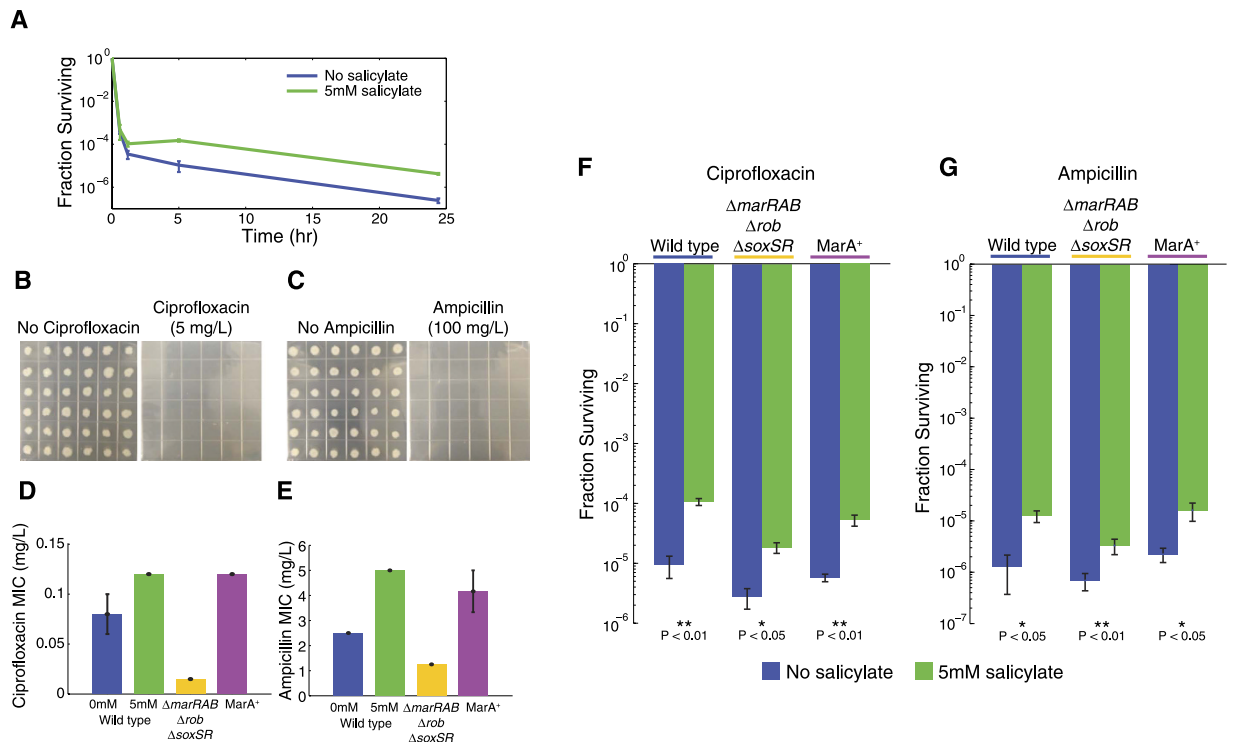 A
Fraction Surviving
10^0
10^-2
10^-4
10^-6
No salicylate
5mM salicylate
0 5 10 15 20 25
Time (hr)
B
No Ciprofloxacin
Ciprofloxacin
(5 mg/L)
C
No Ampicillin
Ampicillin
(100 mg/L)
D
Ciprofloxacin MIC (mg/L)
0.15
0.1
0.05
0
0mM 5mM ΔmarRAB MarA⁺
Wild type Δrob
ΔsoxSR
E
Ampicillin MIC (mg/L)
6
5
4
3
2
1
0
0mM 5mM ΔmarRAB MarA⁺
Wild type Δrob
ΔsoxSR
F
Ciprofloxacin
ΔmarRAB
Δrob
Wild type ΔsoxSR MarA⁺
Fraction Surviving
10^0
10^-1
10^-2
10^-3
10^-4
10^-5
10^-6
** * **
P < 0.01 P < 0.05 P < 0.01
G
Ampicillin
ΔmarRAB
Δrob
Wild type ΔsoxSR MarA⁺
Fraction Surviving
10^0
10^-1
10^-2
10^-3
10^-4
10^-5
10^-6
10^-7
* ** *
P < 0.05 P < 0.01 P < 0.05
No salicylate 5mM salicylate